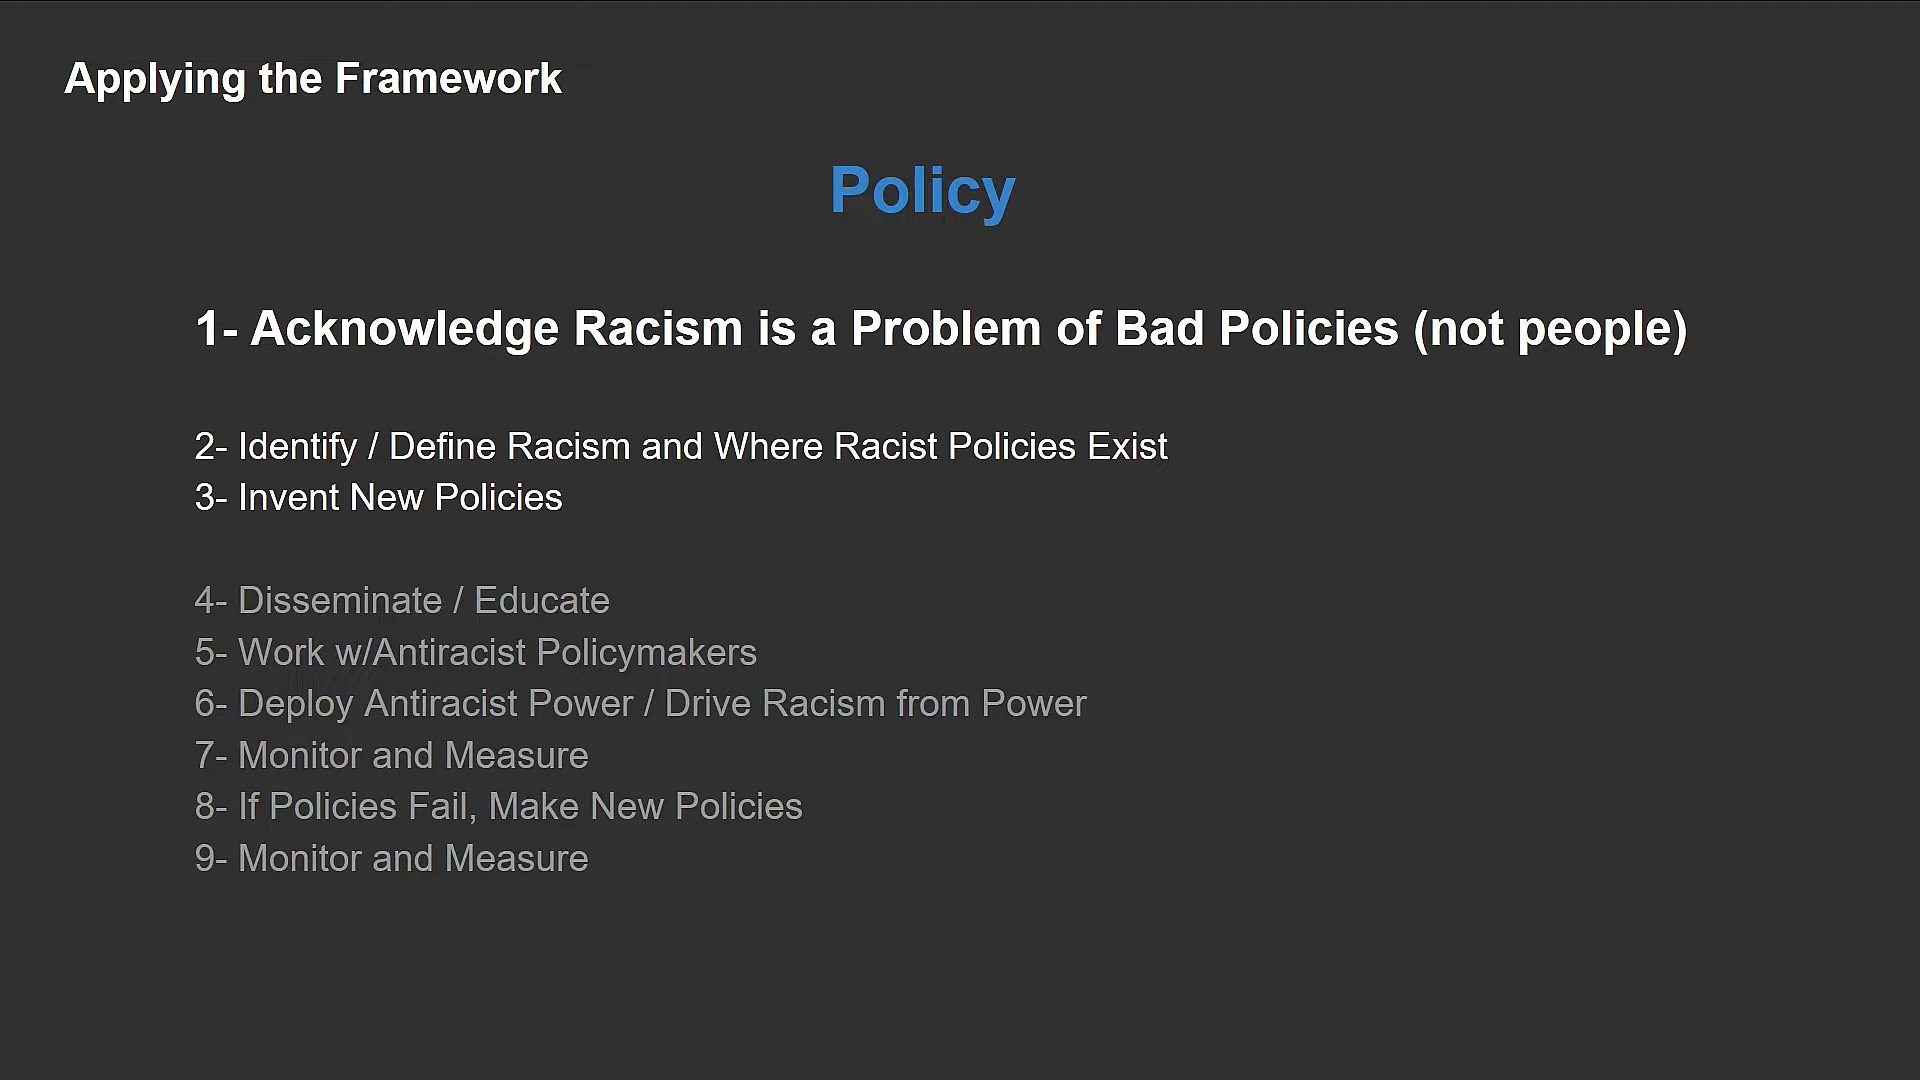 Applying the Framework
Policy
1- Acknowledge Racism is a Problem of Bad Policies (not people)
2- Identify / Define Racism and Where Racist Policies Exist
3- Invent New Policies
4- Disseminate / Educate
5- Work w/Antiracist Policymakers
6- Deploy Antiracist Power / Drive Racism from Power
7- Monitor and Measure
8- If Policies Fail, Make New Policies
9- Monitor and Measure